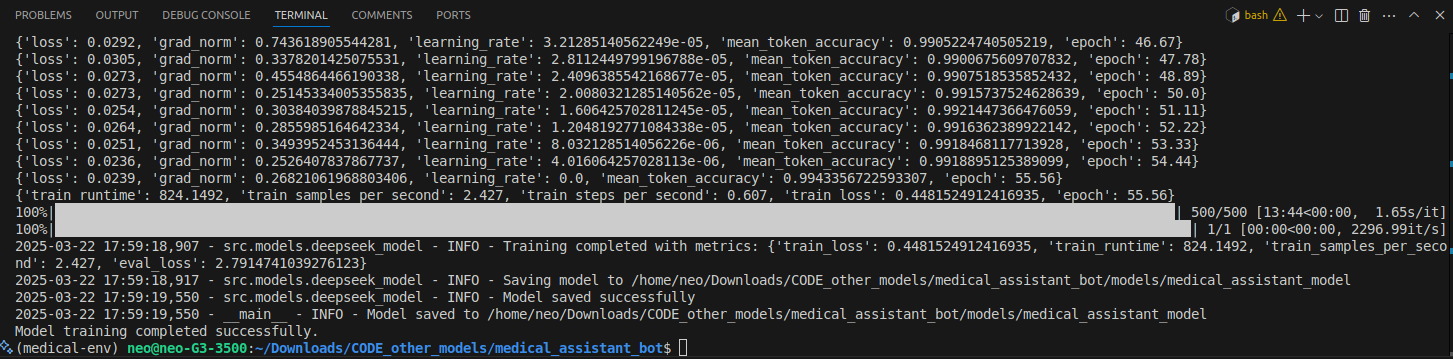 PROBLEMS OUTPUT DEBUG CONSOLE TERMINAL COMMENTS PORTS bash
{'loss': 0.0292, 'grad_norm': 0.743618905544281, 'learning_rate': 3.21285140562249e-05, 'mean_token_accuracy': 0.9905224740505219, 'epoch': 46.67}
{'loss': 0.0305, 'grad_norm': 0.3378201425075531, 'learning_rate': 2.8112449799196788e-05, 'mean_token_accuracy': 0.9900675609707832, 'epoch': 47.78}
{'loss': 0.0273, 'grad_norm': 0.4554864466190338, 'learning_rate': 2.4096385542168677e-05, 'mean_token_accuracy': 0.9907518535852432, 'epoch': 48.89}
{'loss': 0.0273, 'grad_norm': 0.25145334005355835, 'learning_rate': 2.0080321285140562e-05, 'mean_token_accuracy': 0.9915737524628639, 'epoch': 50.0}
{'loss': 0.0254, 'grad_norm': 0.30384039878845215, 'learning_rate': 1.606425702811245e-05, 'mean_token_accuracy': 0.9921447366476059, 'epoch': 51.11}
{'loss': 0.0264, 'grad_norm': 0.2855985164642334, 'learning_rate': 1.2048192771084338e-05, 'mean_token_accuracy': 0.9916362389922142, 'epoch': 52.22}
{'loss': 0.0251, 'grad_norm': 0.3493952453136444, 'learning_rate': 8.032128514056226e-06, 'mean_token_accuracy': 0.9918468117713928, 'epoch': 53.33}
{'loss': 0.0236, 'grad_norm': 0.2526407837867737, 'learning_rate': 4.016064257028113e-06, 'mean_token_accuracy': 0.9918895125389099, 'epoch': 54.44}
{'loss': 0.0239, 'grad_norm': 0.26821061968803406, 'learning_rate': 0.0, 'mean_token_accuracy': 0.9943356722593307, 'epoch': 55.56}
{'train_runtime': 824.1492, 'train_samples_per_second': 2.427, 'train_steps_per_second': 0.607, 'train_loss': 0.4481524912416935, 'epoch': 55.56}
100%| | 500/500 [13:44<00:00, 1.65s/it]
100%| | 1/1 [00:00<00:00, 2296.99it/s]
2025-03-22 17:59:18,907 - src.models.deepseek_model - INFO - Training completed with metrics: {'train_loss': 0.4481524912416935, 'train_runtime': 824.1492, 'train_samples_per_seco
nd': 2.427, 'eval_loss': 2.7914741039276123}
2025-03-22 17:59:18,917 - src.models.deepseek_model - INFO - Saving model to /home/neo/Downloads/CODE_other_models/medical_assistant_bot/models/medical_assistant_model
2025-03-22 17:59:19,550 - src.models.deepseek_model - INFO - Model saved successfully
2025-03-22 17:59:19,550 - __main__ - INFO - Model saved to /home/neo/Downloads/CODE_other_models/medical_assistant_bot/models/medical_assistant_model
Model training completed successfully.
(medical-env) neo@neo-G3-3500:~/Downloads/CODE_other_models/medical_assistant_bot$